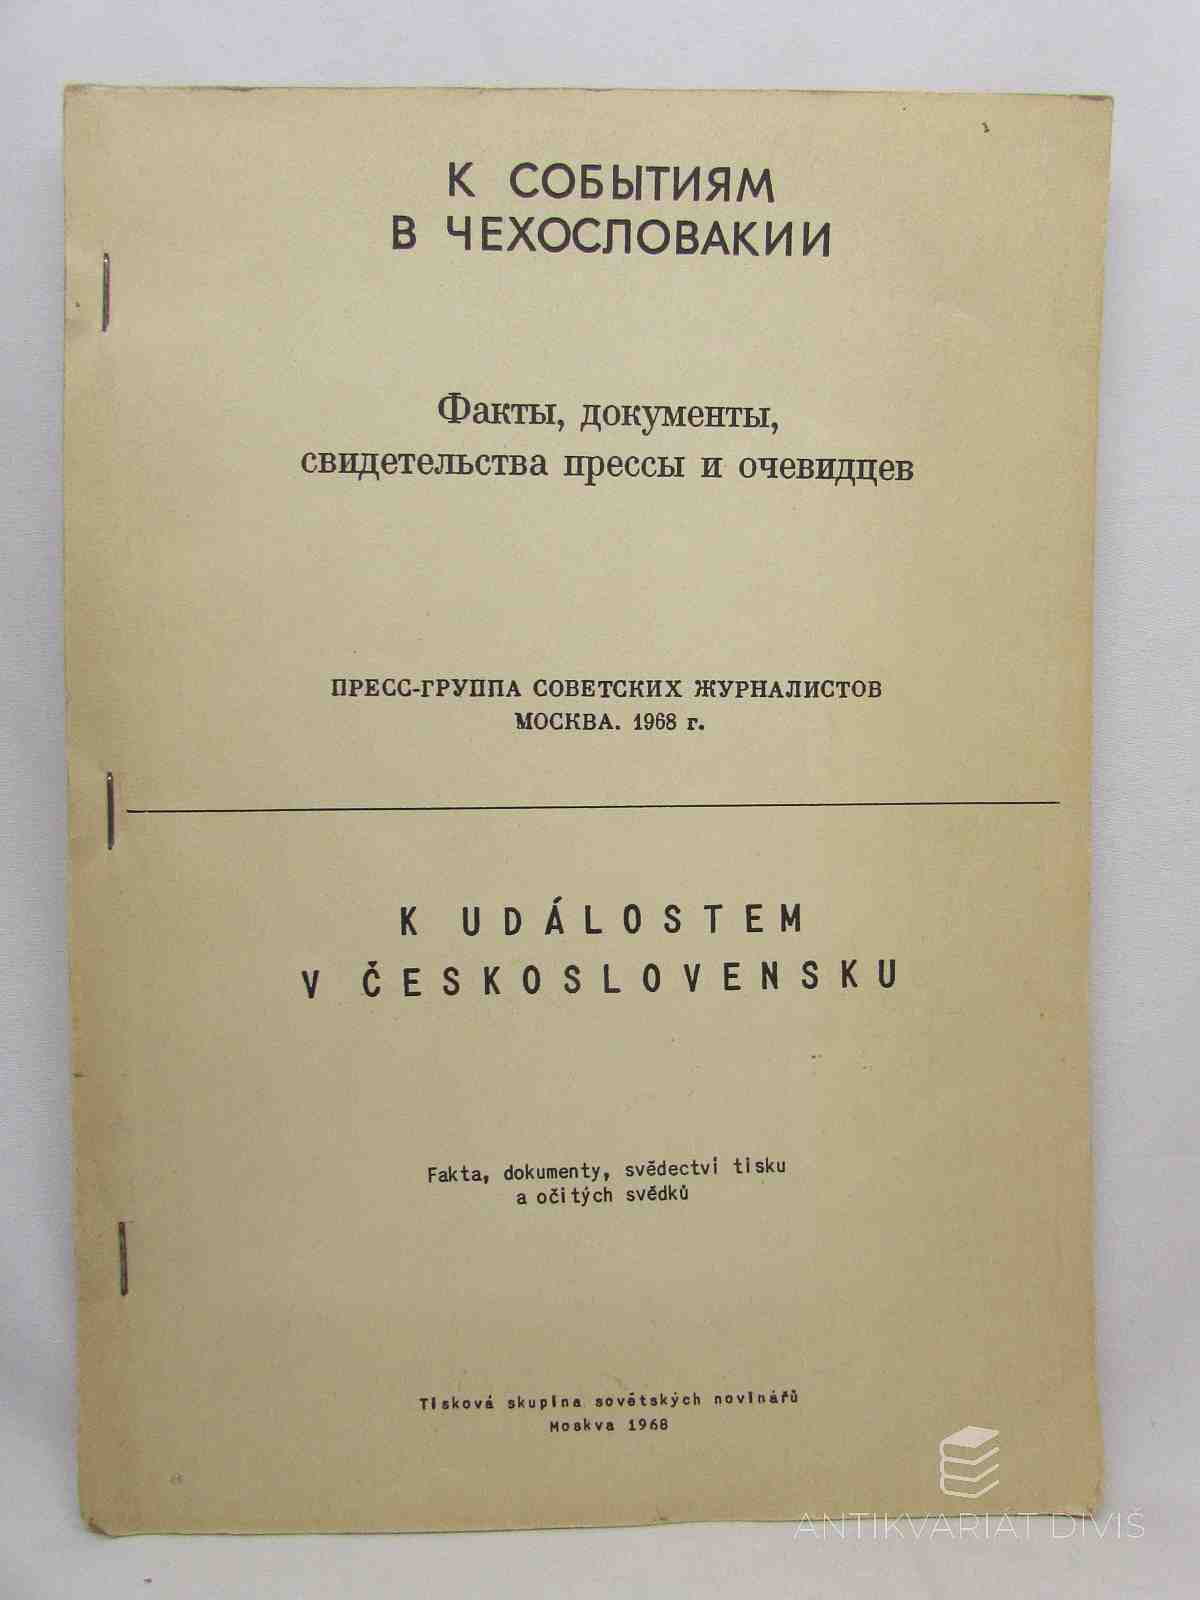 К СОБЫТИЯМ
В ЧЕХОСЛОВАКИИ
Факты, документы,
свидетельства прессы и очевидцев
ПРЕСС-ГРУППА СОВЕТСКИХ ЖУРНАЛИСТОВ
МОСКВА. 1968 г.
K UDÁLOSTEM
V ČESKOSLOVENSKU
Fakta, dokumenty, svědectví tisku
a očitých svědků
Tisková skupina sovětských novinářů
Moskva 1968
ANTIKVARIÁT DIVIŠ